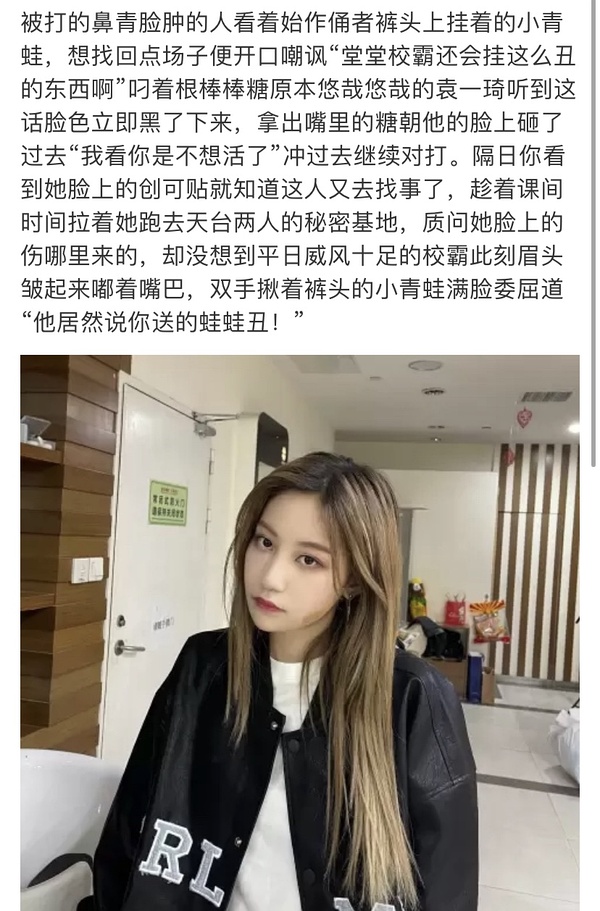 被打的鼻青脸肿的人看着始作俑者裤头上挂着的小青
蛙，想找回点场子便开口嘲讽“堂堂校霸还会挂这么丑
的东西啊”叼着根棒棒糖原本悠哉悠哉的袁一琦听到这
话脸色立即黑了下来，拿出嘴里的糖朝他的脸上砸了
过去“我看你是不想活了”冲过去继续对打。隔日你看
到她脸上的创可贴就知道这人又去找事了，趁着课间
时间拉着她跑去天台两人的秘密基地，质问她脸上的
伤哪里来的，却没想到平日威风十足的校霸此刻眉头
皱起来嘟着嘴巴，双手揪着裤头的小青蛙满脸委屈道
“他居然说你送的蛙蛙丑！”
常闭式防火门
RL